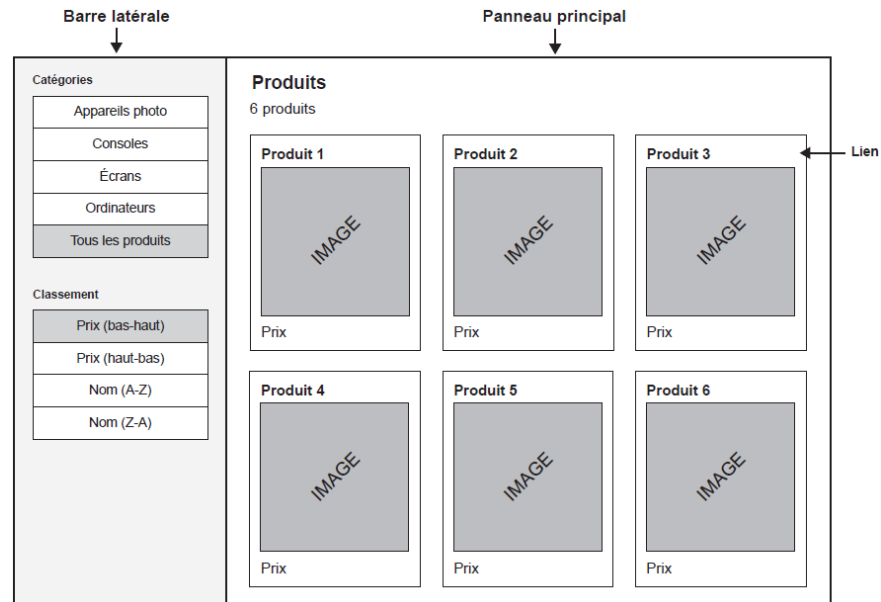 Barre latérale
Panneau principal
Catégories
Appareils photo
Consoles
Écrans
Ordinateurs
Tous les produits
Classement
Prix (bas-haut)
Prix (haut-bas)
Nom (A-Z)
Nom (Z-A)
Produits
6 produits
Produit 1
IMAGE
Prix
Produit 2
IMAGE
Prix
Produit 3
IMAGE
Prix
Lien
Produit 4
IMAGE
Prix
Produit 5
IMAGE
Prix
Produit 6
IMAGE
Prix